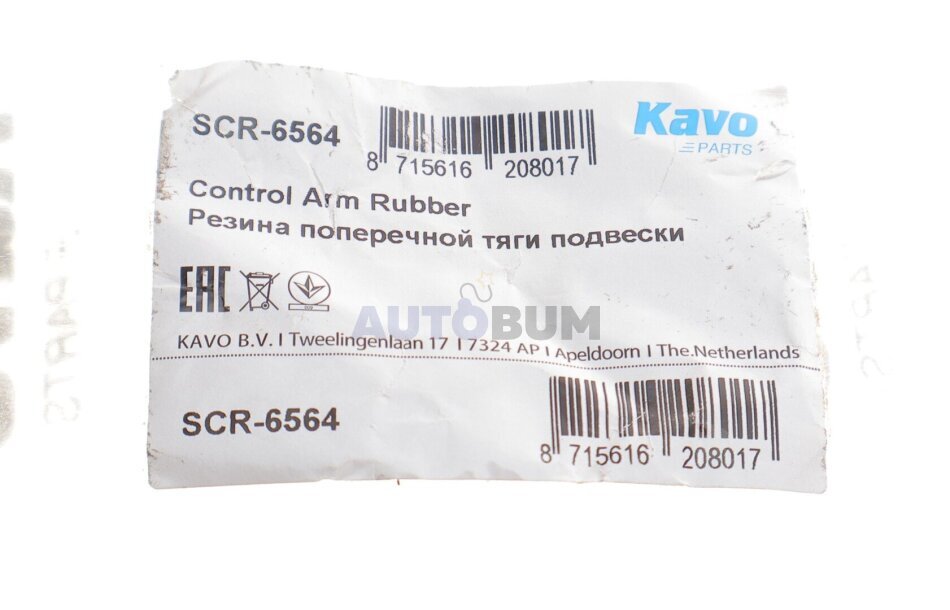 SCR-6564
8 715616 208017
Kavo
PARTS
Control Arm Rubber
Резина поперечной тяги подвески
EAC
AUTOBUM
KAVO B.V. I Tweelingenlaan 17 I 7324 AP I Apeldoorn I The.Netherlands
SCR-6564
8 715616 208017